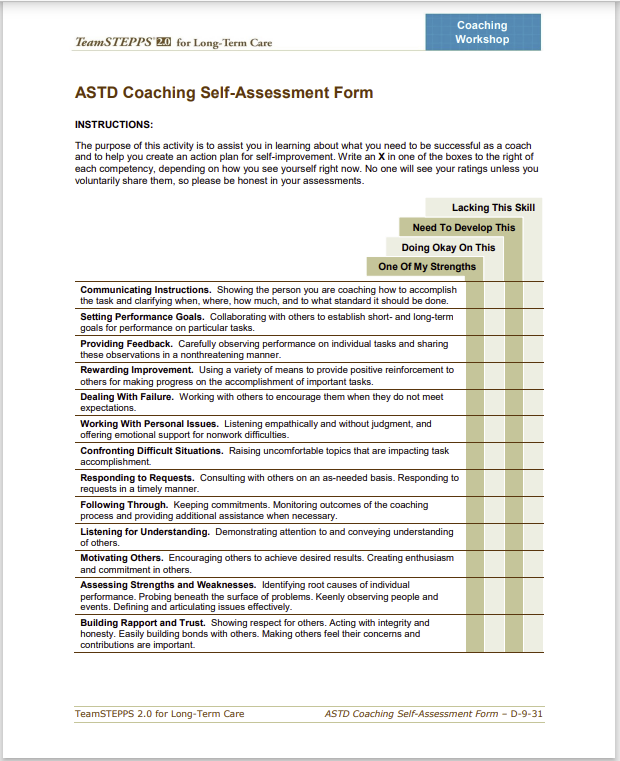 TeamSTEPPS 2.0 for Long-Term Care
Coaching
Workshop
ASTD Coaching Self-Assessment Form
INSTRUCTIONS:
The purpose of this activity is to assist you in learning about what you need to be successful as a coach
and to help you create an action plan for self-improvement. Write an X in one of the boxes to the right of
each competency, depending on how you see yourself right now. No one will see your ratings unless you
voluntarily share them, so please be honest in your assessments.
Lacking This Skill
Need To Develop This
Doing Okay On This
One Of My Strengths
Communicating Instructions. Showing the person you are coaching how to accomplish
the task and clarifying when, where, how much, and to what standard it should be done.
Setting Performance Goals. Collaborating with others to establish short- and long-term
goals for performance on particular tasks.
Providing Feedback. Carefully observing performance on individual tasks and sharing
these observations in a nonthreatening manner.
Rewarding Improvement. Using a variety of means to provide positive reinforcement to
others for making progress on the accomplishment of important tasks.
Dealing With Failure. Working with others to encourage them when they do not meet
expectations.
Working With Personal Issues. Listening empathically and without judgment, and
offering emotional support for nonwork difficulties.
Confronting Difficult Situations. Raising uncomfortable topics that are impacting task
accomplishment.
Responding to Requests. Consulting with others on an as-needed basis. Responding to
requests in a timely manner.
Following Through. Keeping commitments. Monitoring outcomes of the coaching
process and providing additional assistance when necessary.
Listening for Understanding. Demonstrating attention to and conveying understanding
of others.
Motivating Others. Encouraging others to achieve desired results. Creating enthusiasm
and commitment in others.
Assessing Strengths and Weaknesses. Identifying root causes of individual
performance. Probing beneath the surface of problems. Keenly observing people and
events. Defining and articulating issues effectively.
Building Rapport and Trust. Showing respect for others. Acting with integrity and
honesty. Easily building bonds with others. Making others feel their concerns and
contributions are important.
TeamSTEPPS 2.0 for Long-Term Care
ASTD Coaching Self-Assessment Form – D-9-31